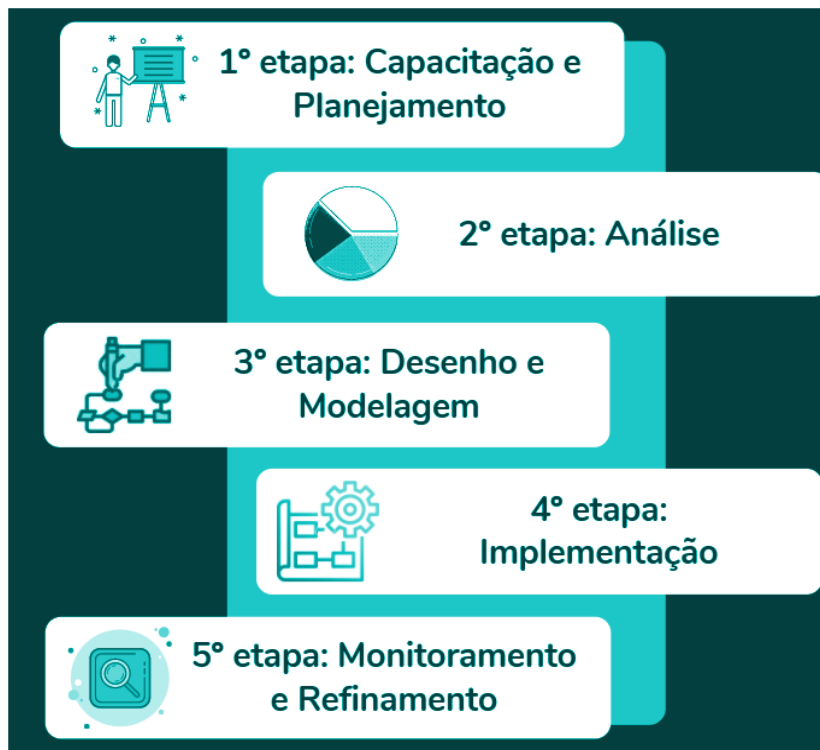 1° etapa: Capacitação e
Planejamento
2° etapa: Análise
3° etapa: Desenho e
Modelagem
4° etapa:
Implementação
5° etapa: Monitoramento
e Refinamento